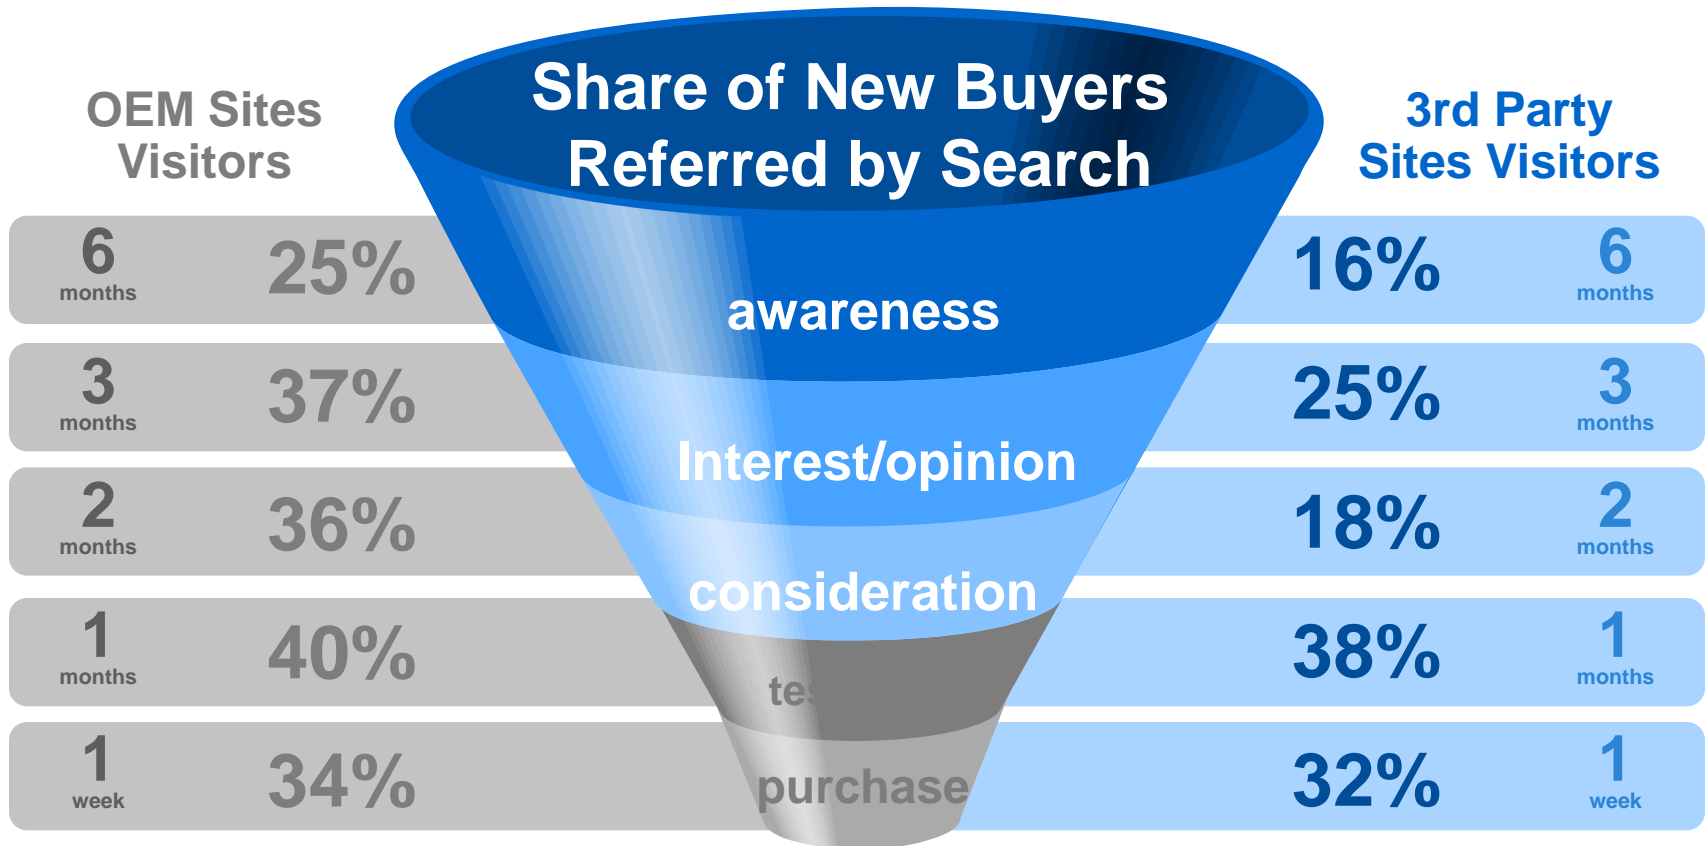 Share of New Buyers
Referred by Search
OEM Sites
Visitors
3rd Party
Sites Visitors
6
months
25%
awareness
16%
6
months
3
months
37%
Interest/opinion
25%
3
months
2
months
36%
consideration
18%
2
months
1
months
40%
38%
1
months
1
week
34%
purchase
32%
1
week